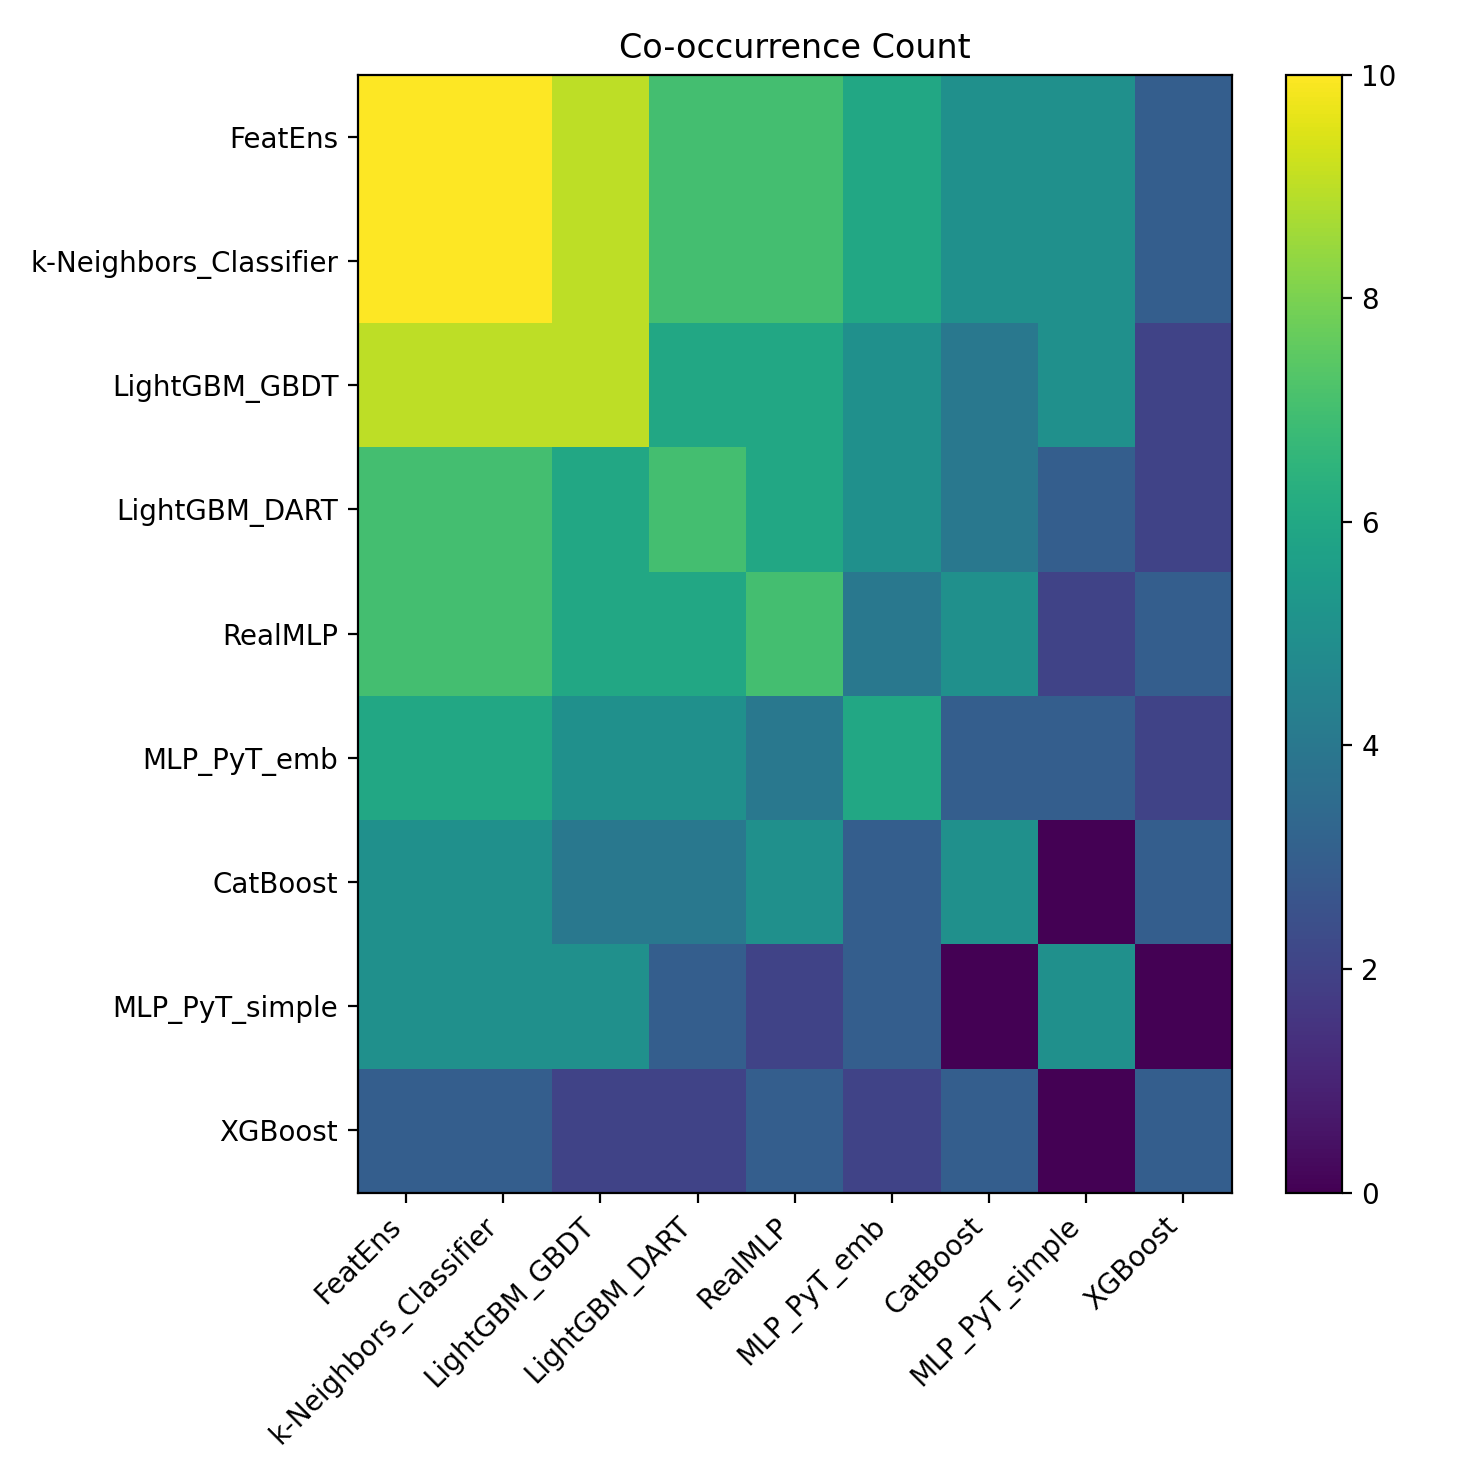 Co-occurrence Count
FeatEns
k-Neighbors_Classifier
LightGBM_GBDT
LightGBM_DART
RealMLP
MLP_PyT_emb
CatBoost
MLP_PyT_simple
XGBoost
FeatEns
k-Neighbors_Classifier
LightGBM_GBDT
LightGBM_DART
RealMLP
MLP_PyT_emb
CatBoost
MLP_PyT_simple
XGBoost
10
8
6
4
2
0